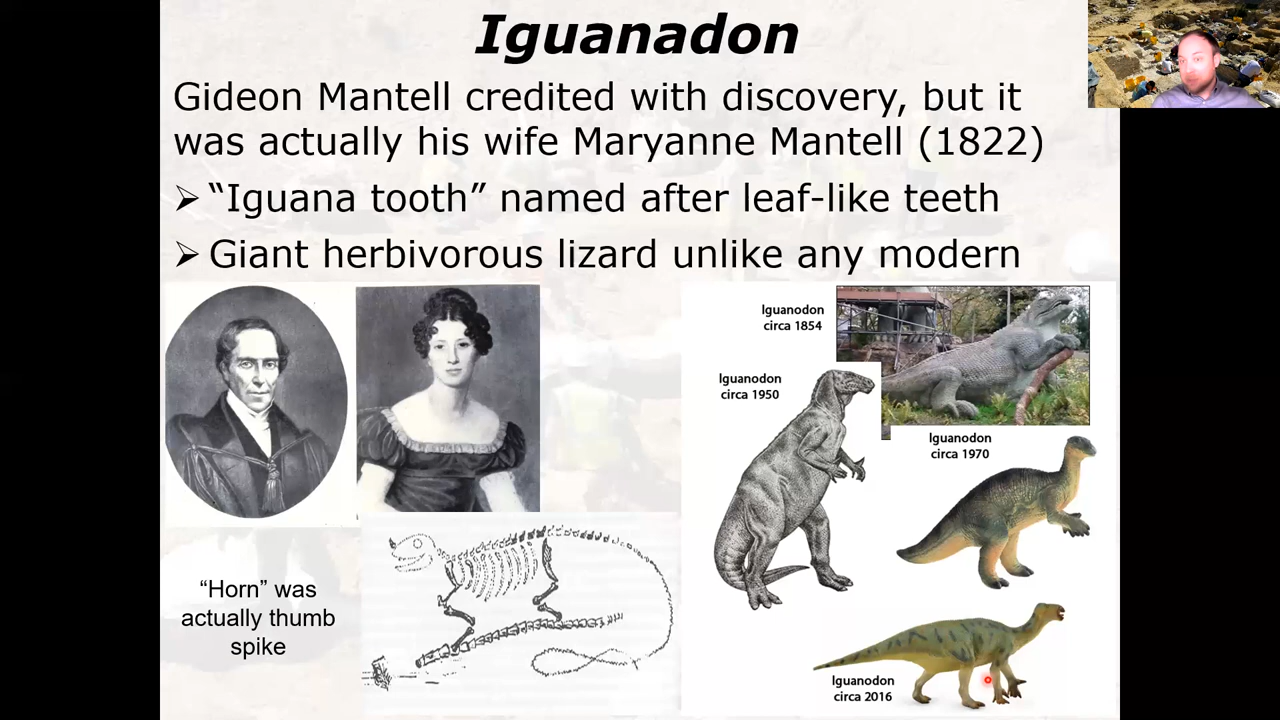 Iguanadon
Gideon Mantell credited with discovery, but it
was actually his wife Maryanne Mantell (1822)
➢ “Iguana tooth” named after leaf-like teeth
➢ Giant herbivorous lizard unlike any modern
Iguanodon
circa 1854
Iguanodon
circa 1950
Iguanodon
circa 1970
“Horn” was
actually thumb
spike
Iguanodon
circa 2016